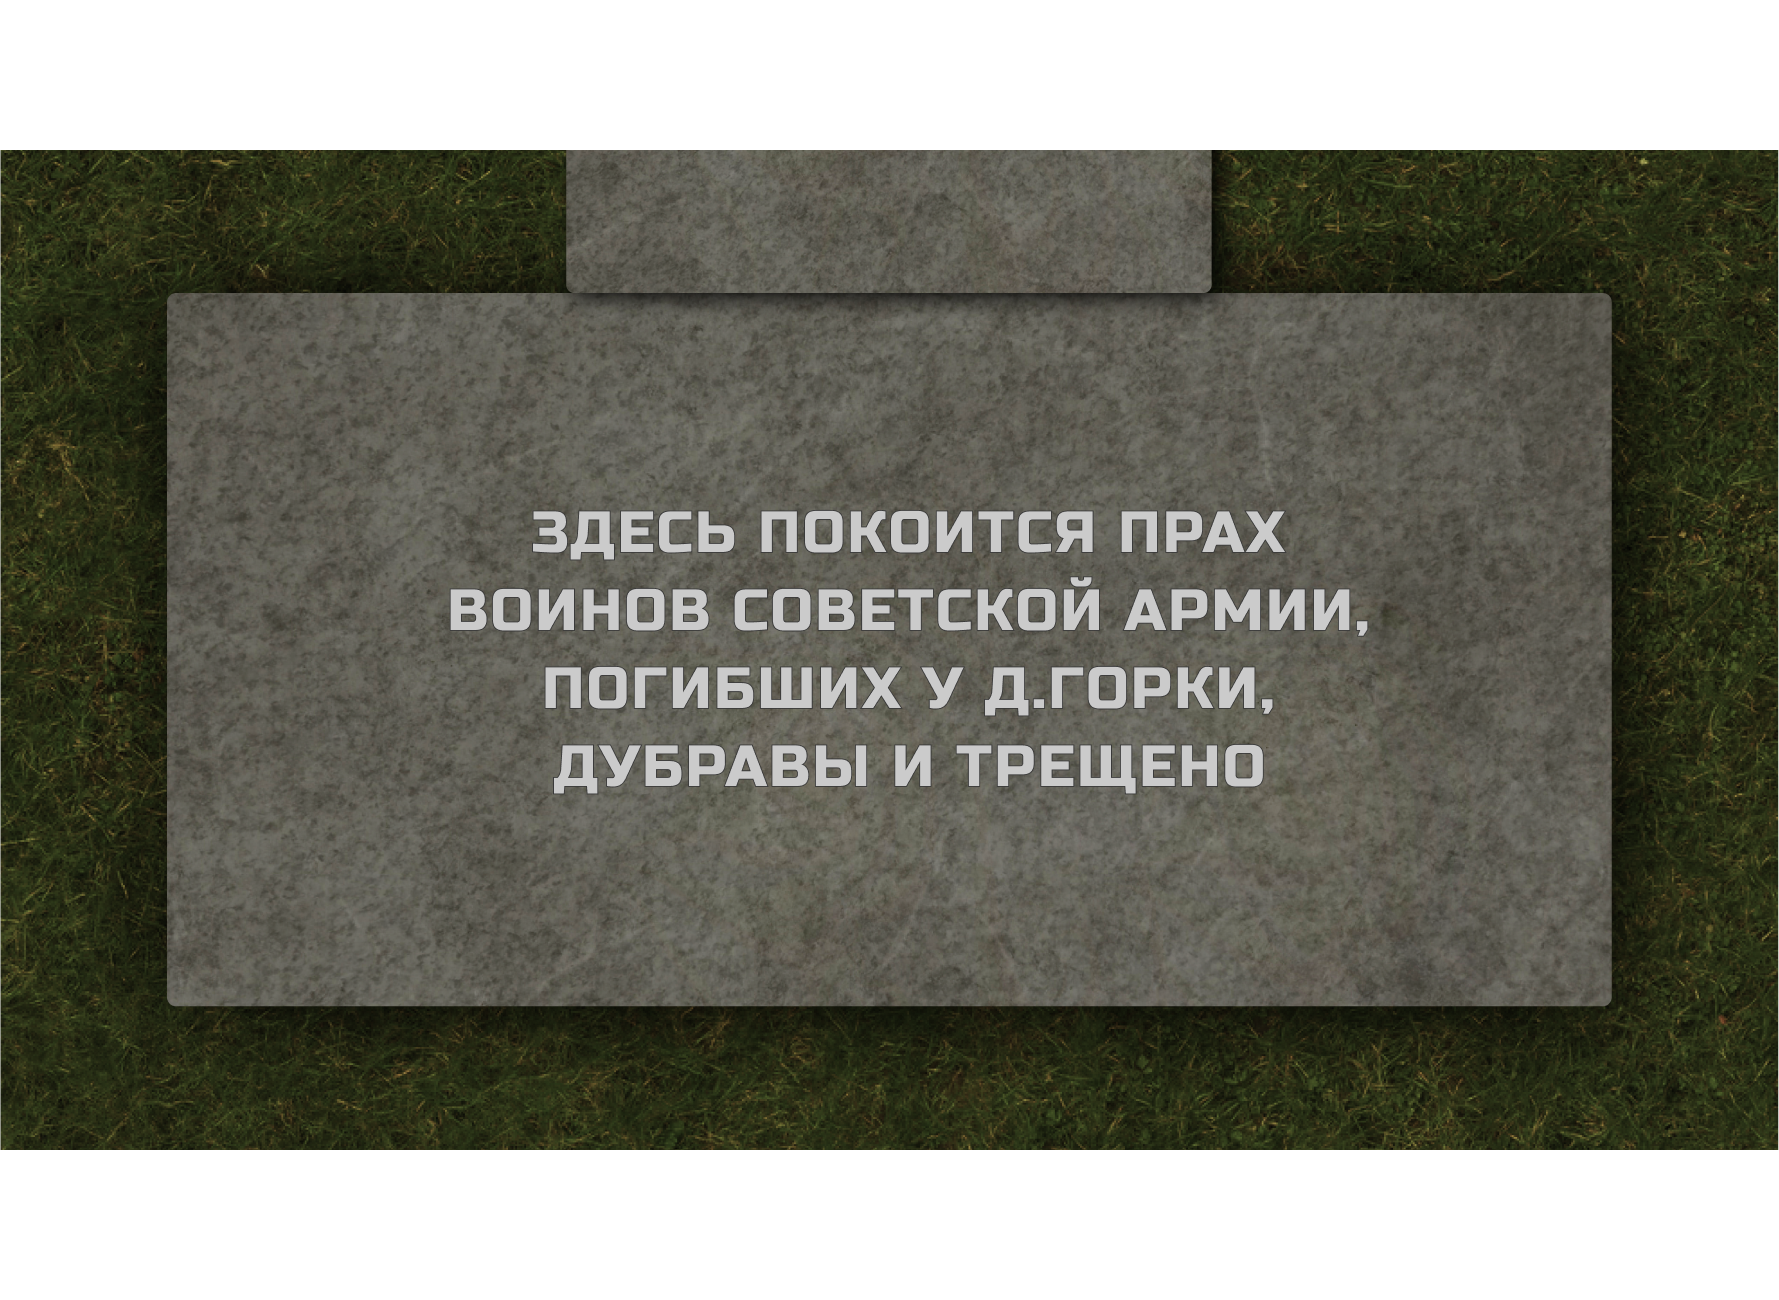 ЗДЕСЬ ПОКОИТСЯ ПРАХ
ВОИНОВ СОВЕТСКОЙ АРМИИ,
ПОГИБШИХ У Д.ГОРКИ,
ДУБРАВЫ И ТРЕЩЕНО